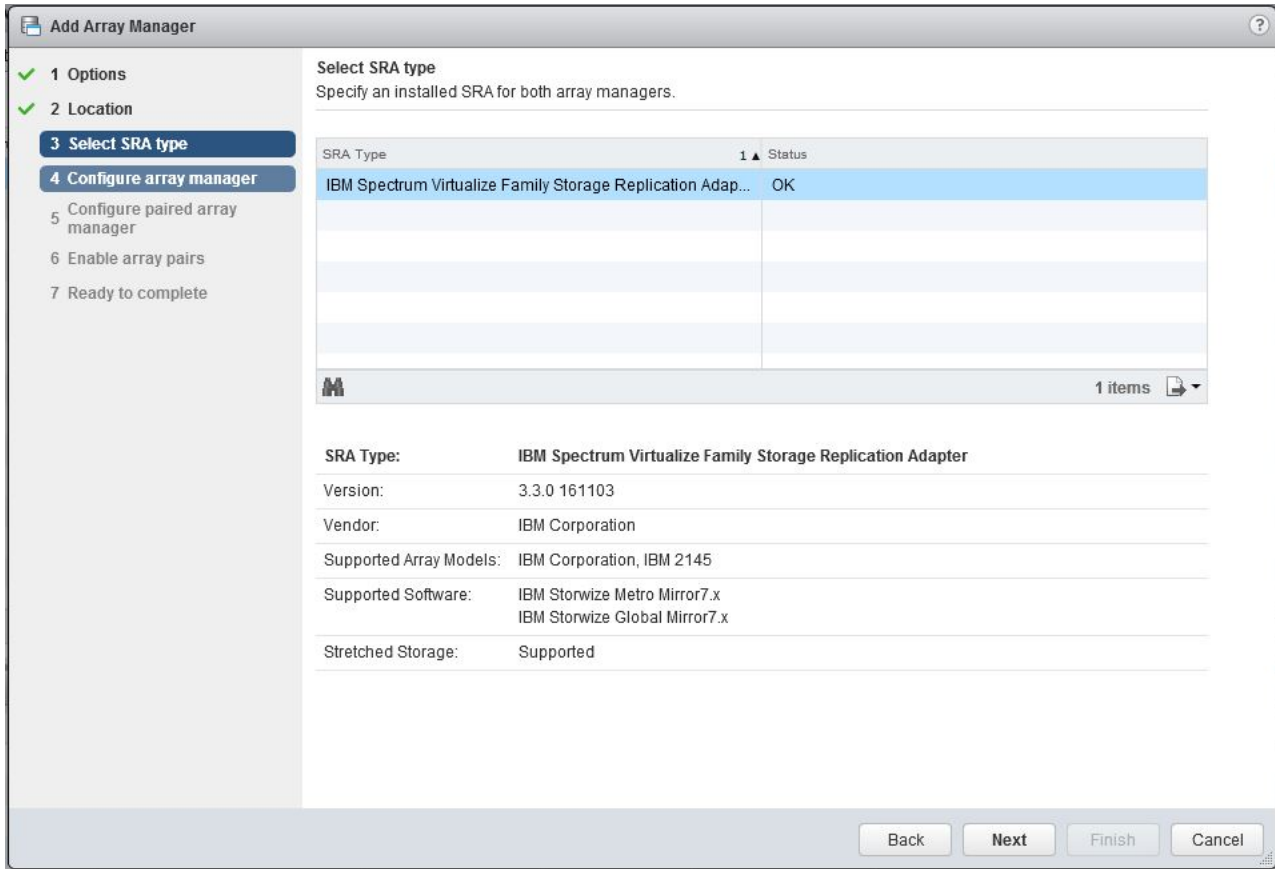 Add Array Manager
?
1 Options
2 Location
3 Select SRA type
4 Configure array manager
5 Configure paired array
manager
6 Enable array pairs
7 Ready to complete
Select SRA type
Specify an installed SRA for both array managers.
SRA Type 1 ▲ Status
IBM Spectrum Virtualize Family Storage Replication Adap... OK
1 items
SRA Type: IBM Spectrum Virtualize Family Storage Replication Adapter
Version: 3.3.0 161103
Vendor: IBM Corporation
Supported Array Models: IBM Corporation, IBM 2145
Supported Software: IBM Storwize Metro Mirror7.x
IBM Storwize Global Mirror7.x
Stretched Storage: Supported
Back Next Finish Cancel